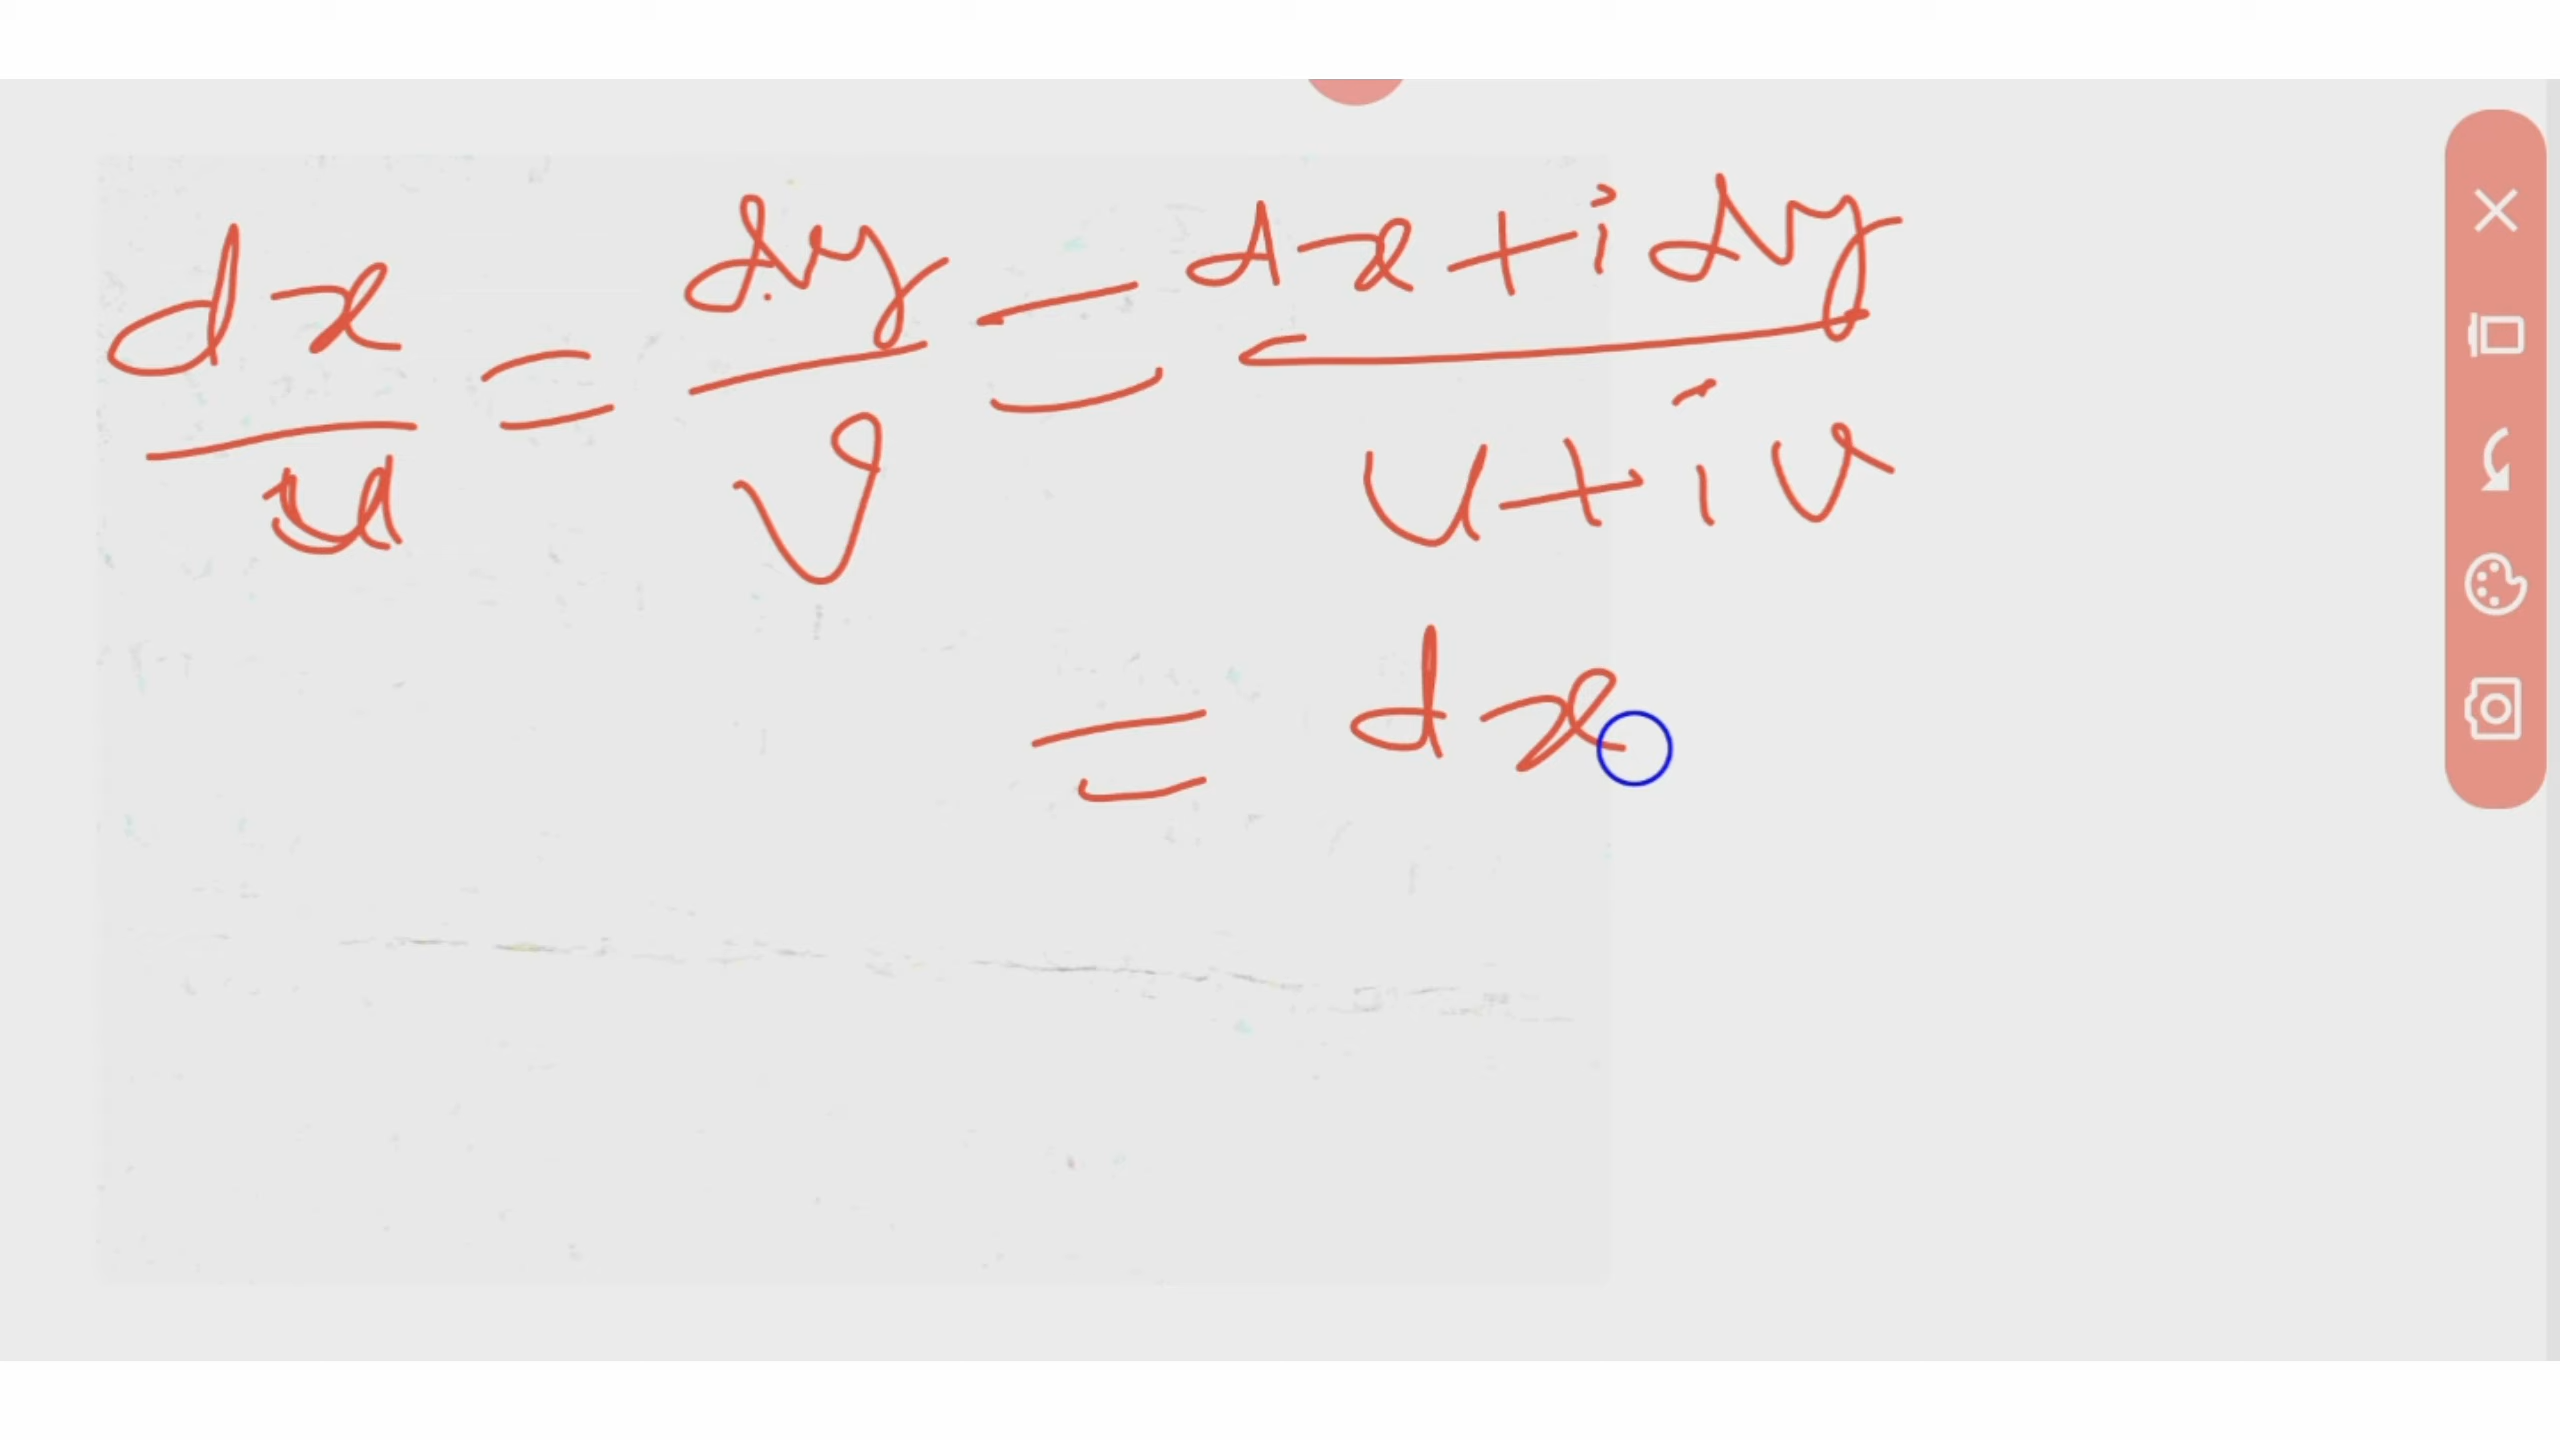 dx/u = dy/v = dx+idy/u+iv
= dx